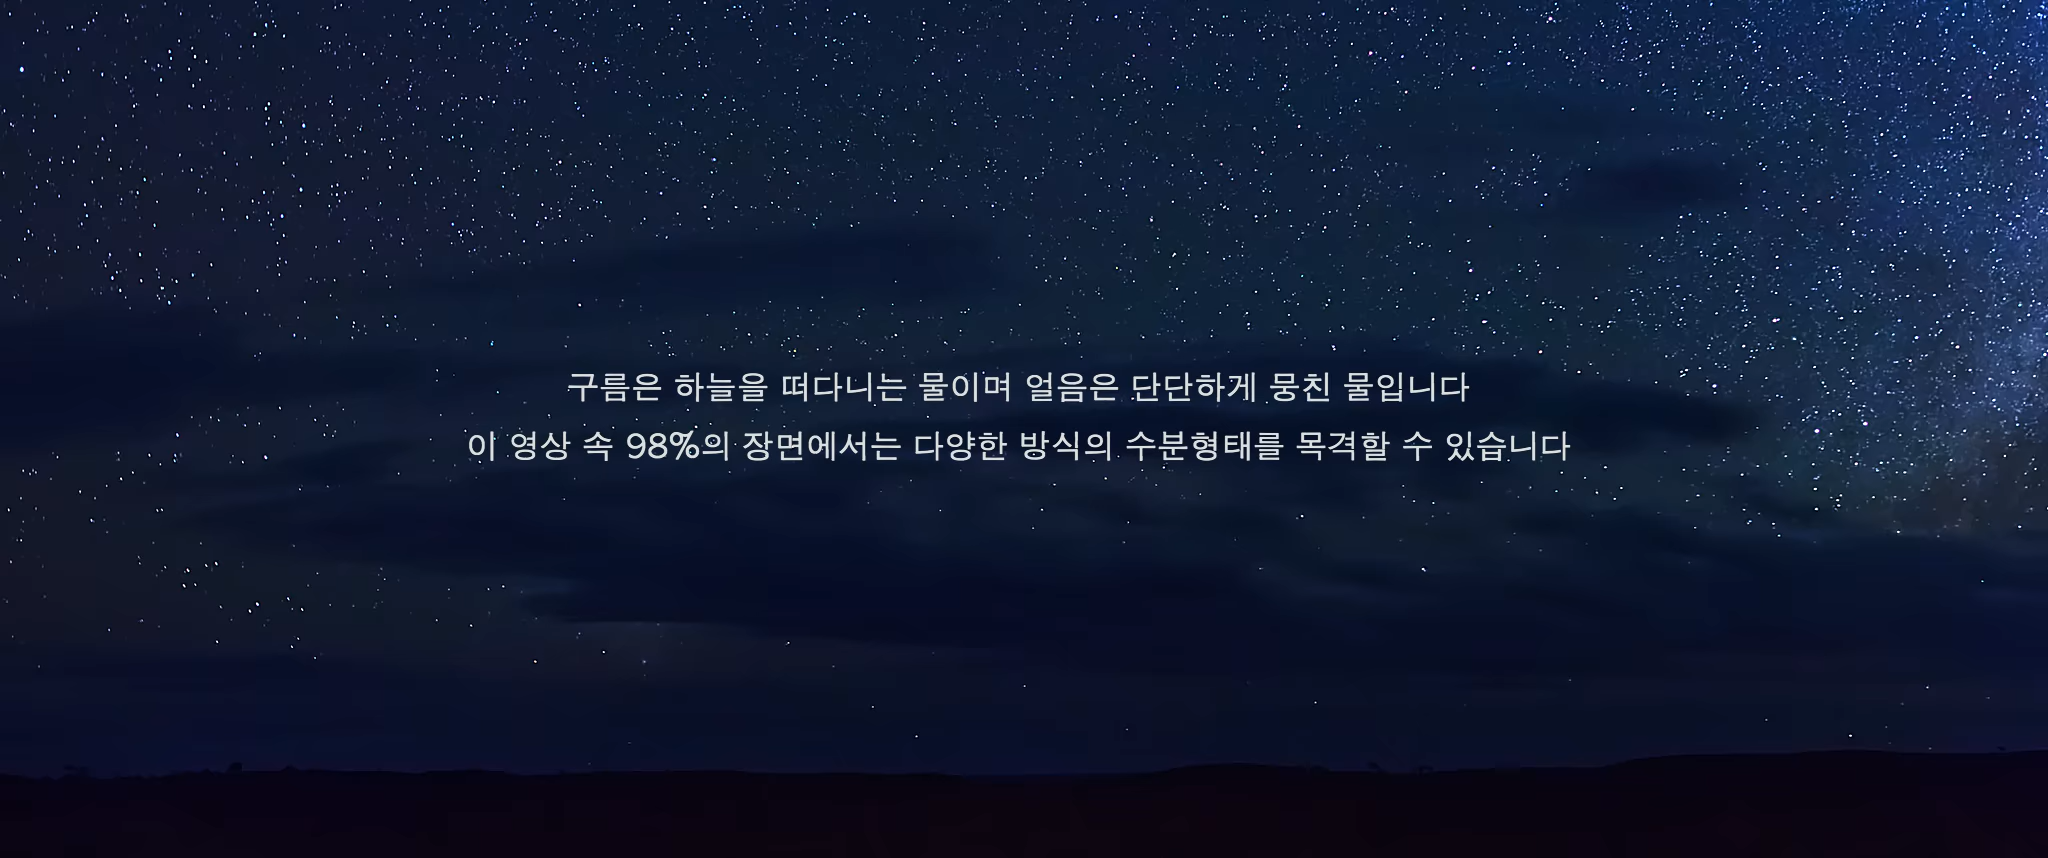 구름은 하늘을 떠다니는 물이며 얼음은 단단하게 뭉친 물입니다
이 영상 속 98%의 장면에서는 다양한 방식의 수분형태를 목격할 수 있습니다